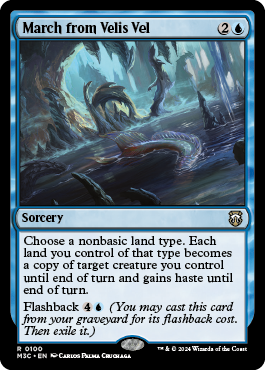 March from Velis Vel 2
Sorcery
Choose a nonbasic land type. Each
land you control of that type becomes
a copy of target creature you control
until end of turn and gains haste until
end of turn.
Flashback 4 (You may cast this card
from your graveyard for its flashback cost.
Then exile it.)
R 0100
M3C • EN CARLOS PALMA CRUCHAGA
™ & © 2024 Wizards of the Coast